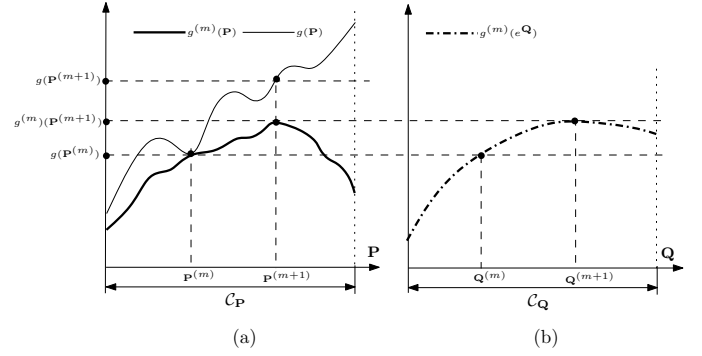 g^(m)(P) g(P)
g(P^(m+1))
g^(m)(P^(m+1))
g(P^(m))
P
P^(m) P^(m+1)
C_P
(a)
g^(m)(e^Q)
Q
Q^(m) Q^(m+1)
C_Q
(b)